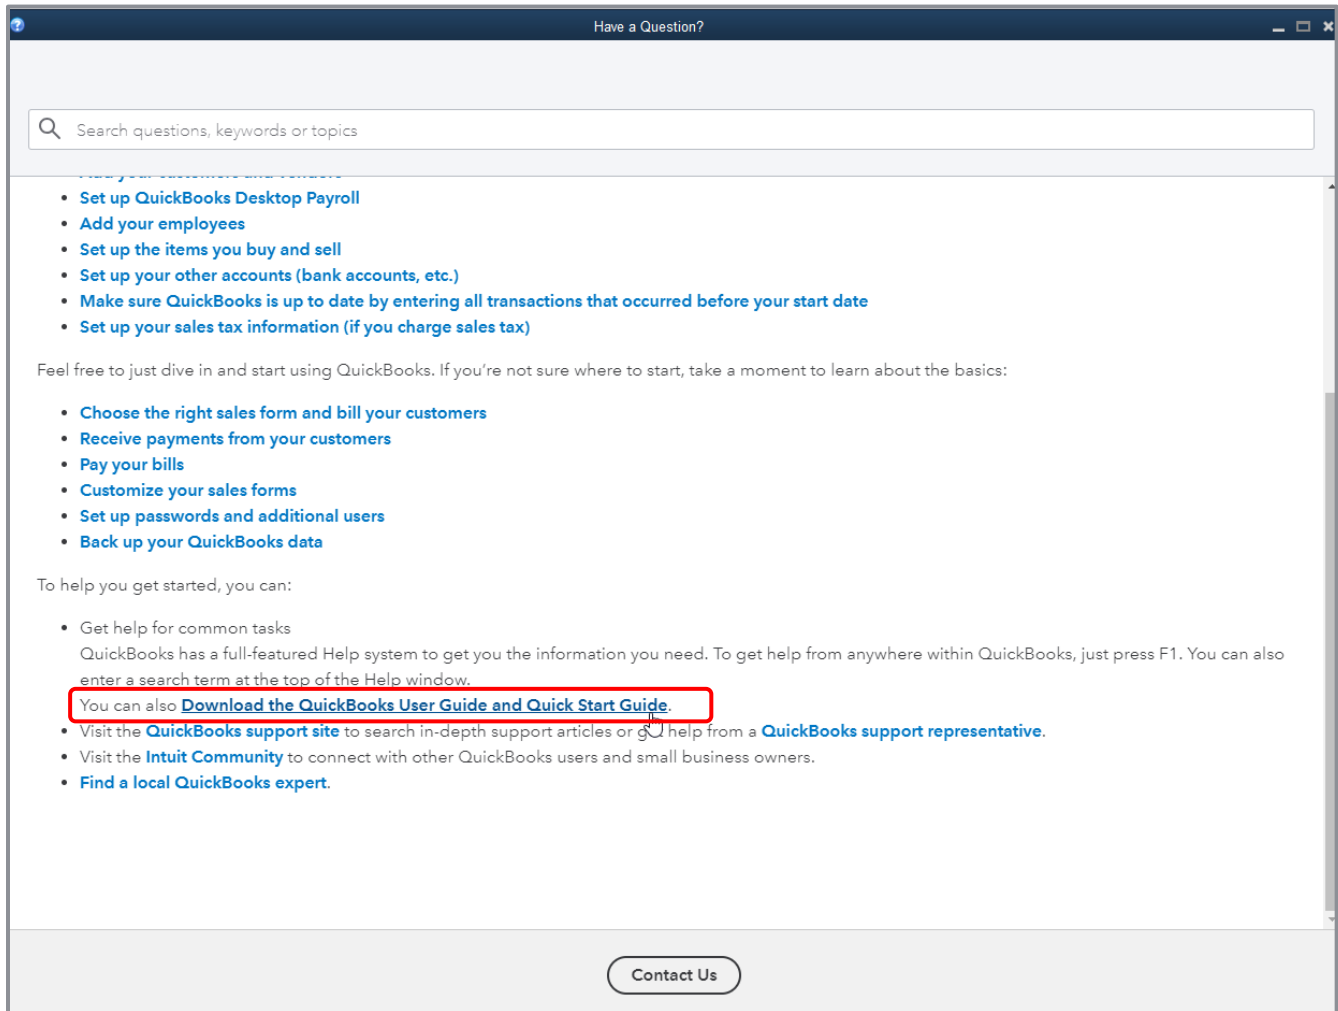 Have a Question?
Search questions, keywords or topics
Add your customers and vendors
Set up QuickBooks Desktop Payroll
Add your employees
Set up the items you buy and sell
Set up your other accounts (bank accounts, etc.)
Make sure QuickBooks is up to date by entering all transactions that occurred before your start date
Set up your sales tax information (if you charge sales tax)
Feel free to just dive in and start using QuickBooks. If you're not sure where to start, take a moment to learn about the basics:
Choose the right sales form and bill your customers
Receive payments from your customers
Pay your bills
Customize your sales forms
Set up passwords and additional users
Back up your QuickBooks data
To help you get started, you can:
Get help for common tasks
QuickBooks has a full-featured Help system to get you the information you need. To get help from anywhere within QuickBooks, just press F1. You can also
enter a search term at the top of the Help window.
You can also Download the QuickBooks User Guide and Quick Start Guide.
Visit the QuickBooks support site to search in-depth support articles or get help from a QuickBooks support representative.
Visit the Intuit Community to connect with other QuickBooks users and small business owners.
Find a local QuickBooks expert.
Contact Us